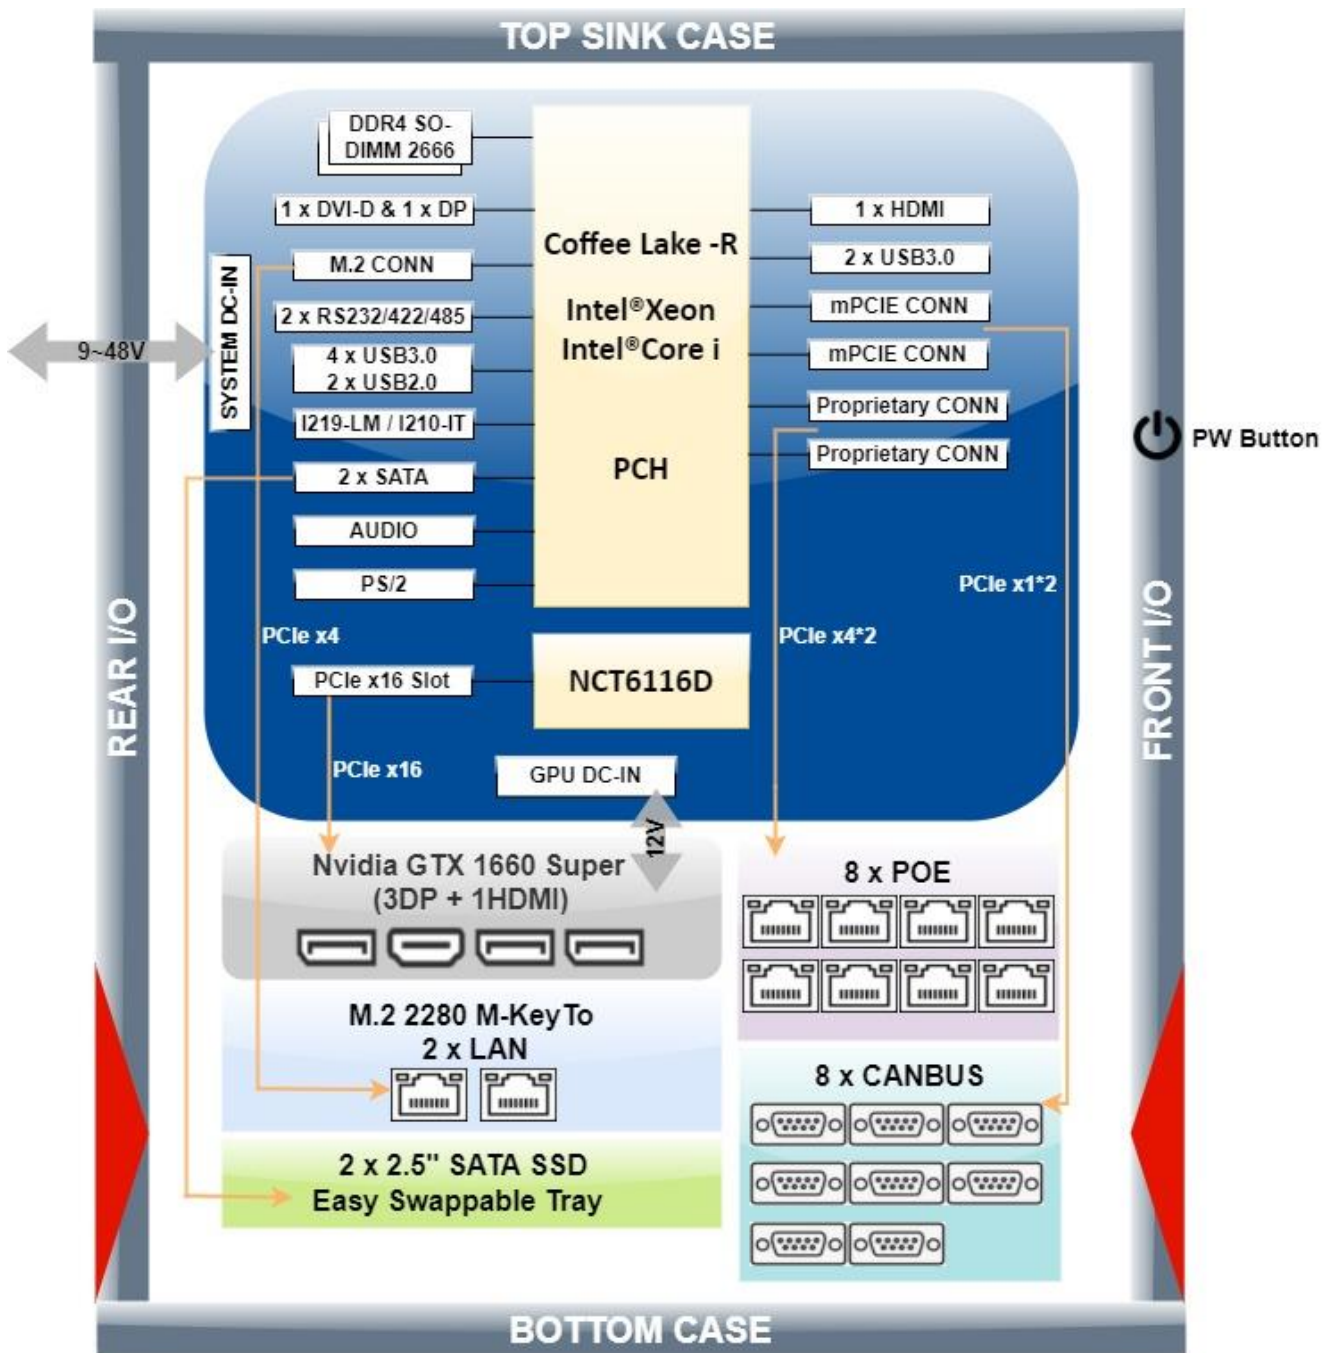 TOP SINK CASE
DDR4 SO-
DIMM 2666
1 x DVI-D & 1 x DP
M.2 CONN
2 x RS232/422/485
4 x USB3.0
2 x USB2.0
I219-LM / I210-IT
2 x SATA
AUDIO
PS/2
PCIe x16 Slot
SYSTEM DC-IN
9~48V
Coffee Lake -R
Intel®Xeon
Intel®Core i
PCH
NCT6116D
1 x HDMI
2 x USB3.0
mPCIE CONN
mPCIE CONN
Proprietary CONN
Proprietary CONN
PW Button
PCIe x1*2
PCIe x4
PCIe x4*2
PCIe x16
GPU DC-IN
12V
REAR I/O
FRONT I/O
Nvidia GTX 1660 Super
(3DP + 1HDMI)
8 x POE
M.2 2280 M-Key To
2 x LAN
8 x CANBUS
2 x 2.5" SATA SSD
Easy Swappable Tray
BOTTOM CASE